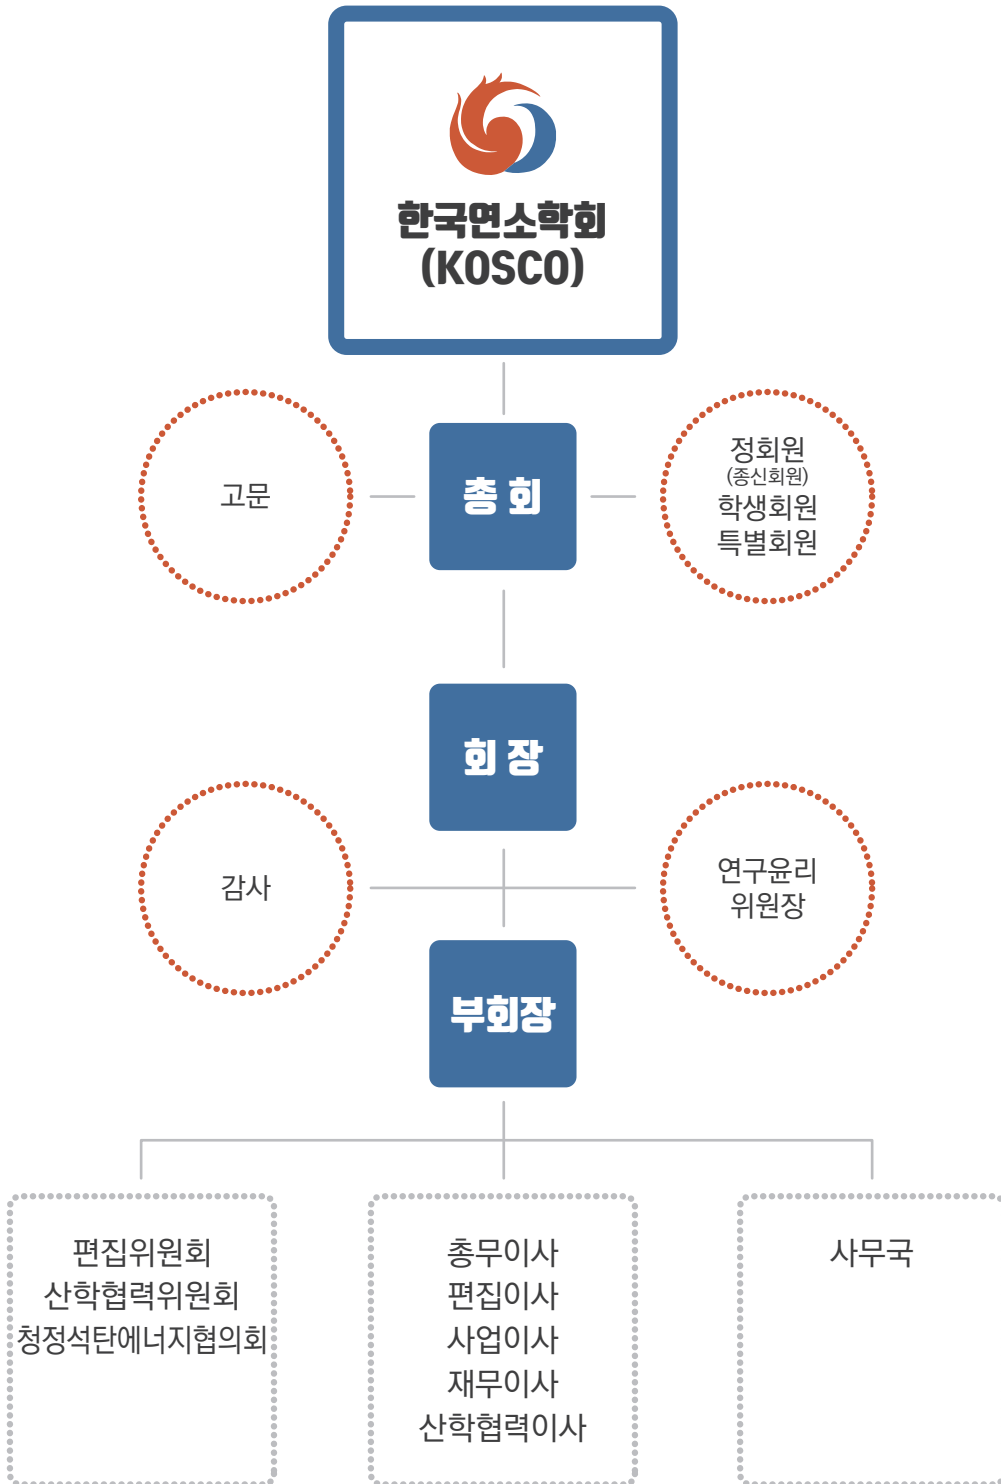 한국연소학회
(KOSCO)
고문
총 회
정회원
(종신회원)
학생회원
특별회원
회 장
감사
연구윤리
위원장
부회장
편집위원회
산학협력위원회
청정석탄에너지협의회
총무이사
편집이사
사업이사
재무이사
산학협력이사
사무국